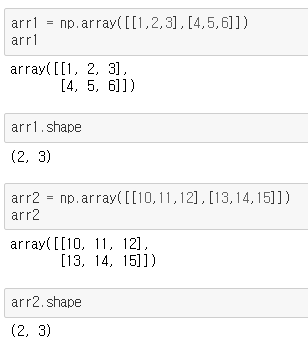 arr1 = np.array([[1,2,3],[4,5,6]])
arr1
array([[1, 2, 3],
       [4, 5, 6]])
arr1.shape
(2, 3)
arr2 = np.array([[10,11,12],[13,14,15]])
arr2
array([[10, 11, 12],
       [13, 14, 15]])
arr2.shape
(2, 3)